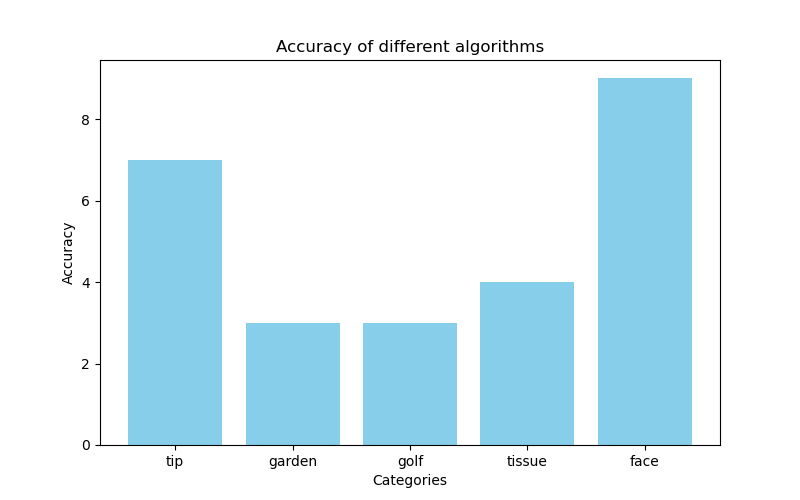 Accuracy of different algorithms
Accuracy
8
6
4
2
0
tip garden golf tissue face
Categories